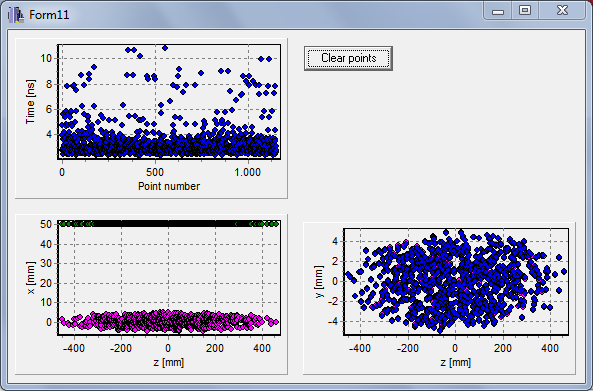 Form11
Clear points
Time [ns]
10
8
6
4
0 500 1.000
Point number
x [mm]
50
40
30
20
10
0
-400 -200 0 200 400
z [mm]
y [mm]
4
2
0
-2
-4
-400 -200 0 200 400
z [mm]